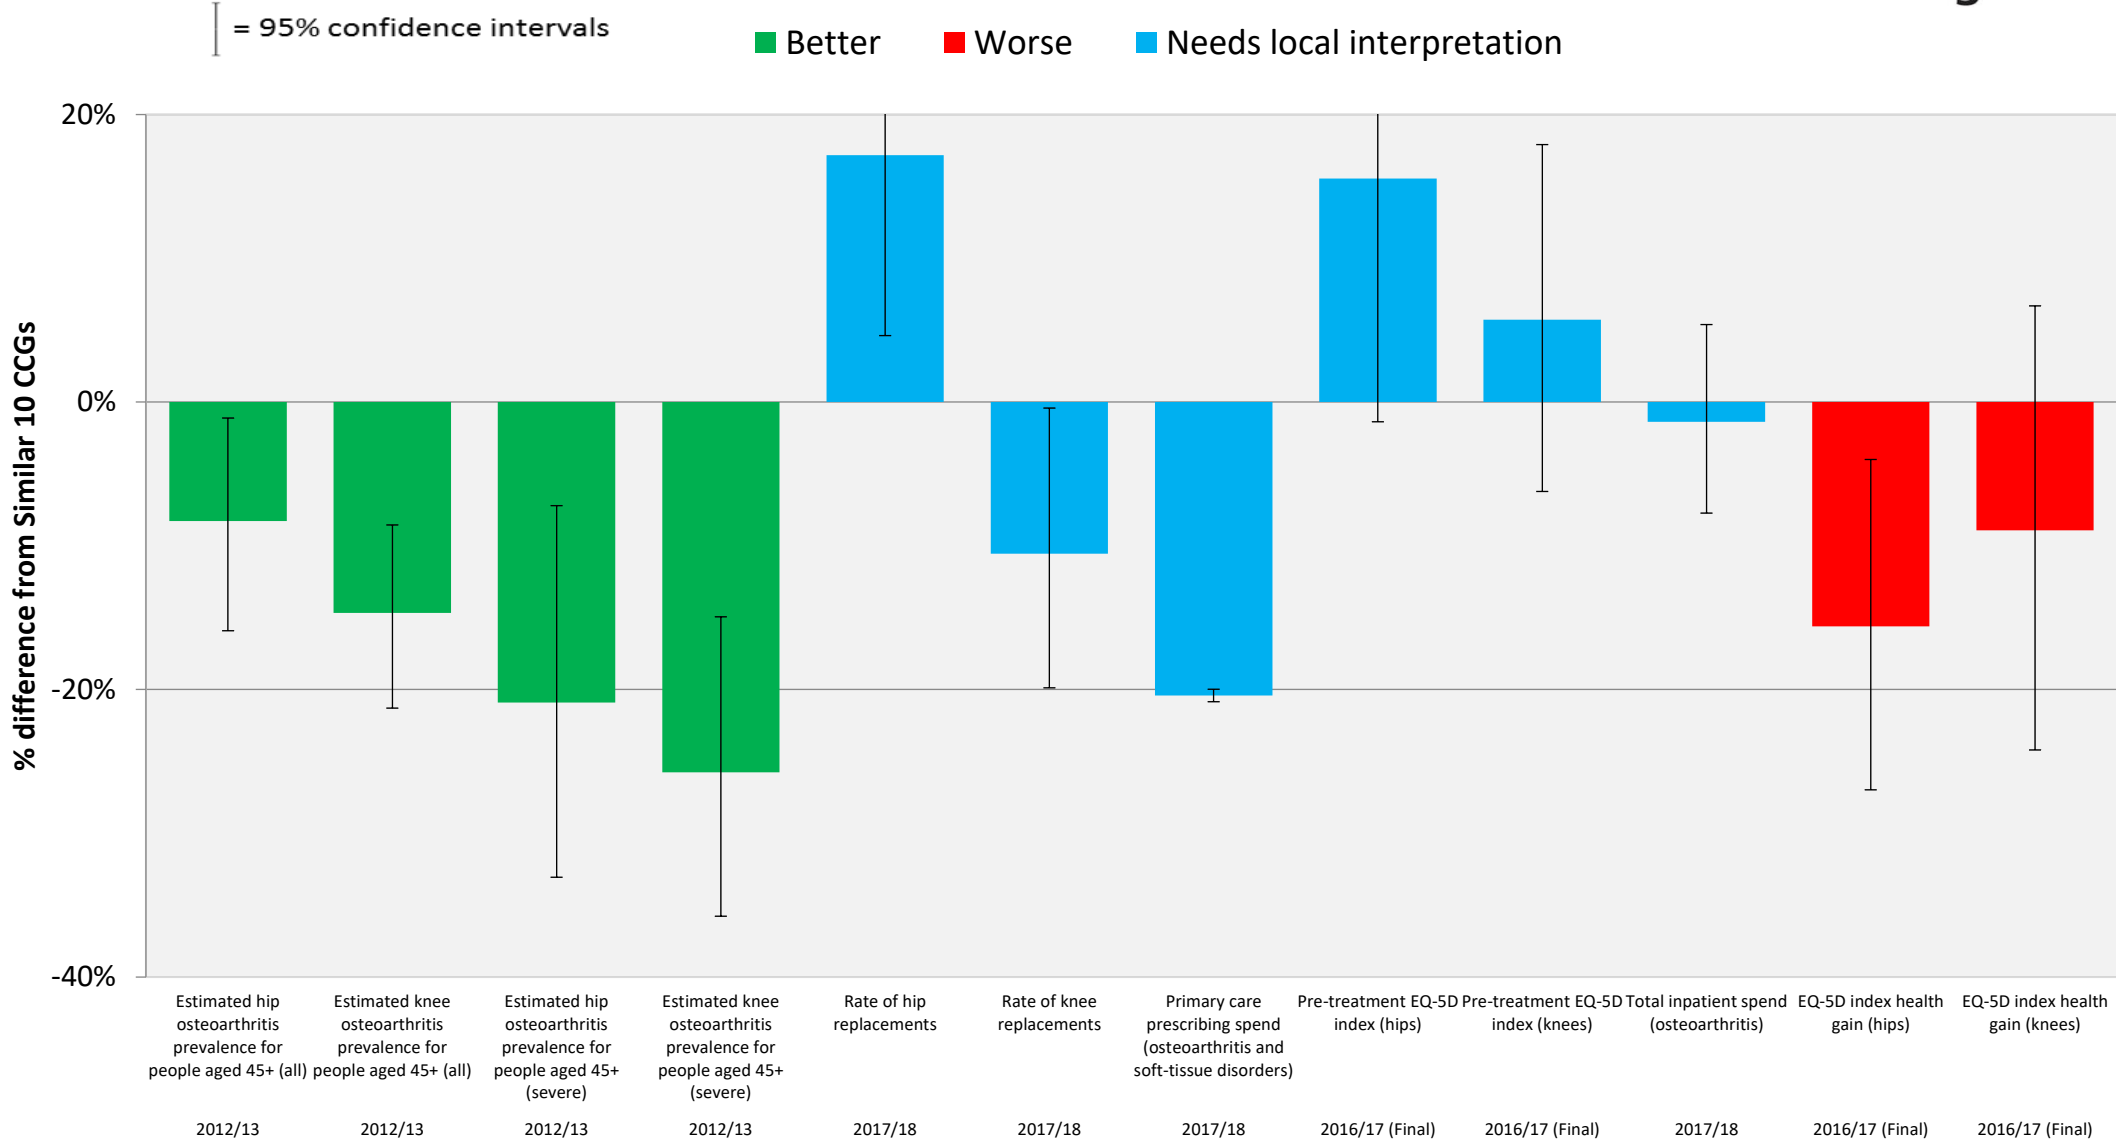 = 95% confidence intervals
Better Worse Needs local interpretation
20%
0%
-20%
-40%
% difference from Similar 10 CCGs
Estimated hip
osteoarthritis
prevalence for
people aged 45+ (all)
2012/13
Estimated knee
osteoarthritis
prevalence for
people aged 45+ (all)
2012/13
Estimated hip
osteoarthritis
prevalence for
people aged 45+
(severe)
2012/13
Estimated knee
osteoarthritis
prevalence for
people aged 45+
(severe)
2012/13
Rate of hip
replacements
2017/18
Rate of knee
replacements
2017/18
Primary care
prescribing spend
(osteoarthritis and
soft-tissue disorders)
2017/18
Pre-treatment EQ-5D
index (hips)
2016/17 (Final)
Pre-treatment EQ-5D
index (knees)
2016/17 (Final)
Total inpatient spend
(osteoarthritis)
2017/18
EQ-5D index health
gain (hips)
2016/17 (Final)
EQ-5D index health
gain (knees)
2016/17 (Final)